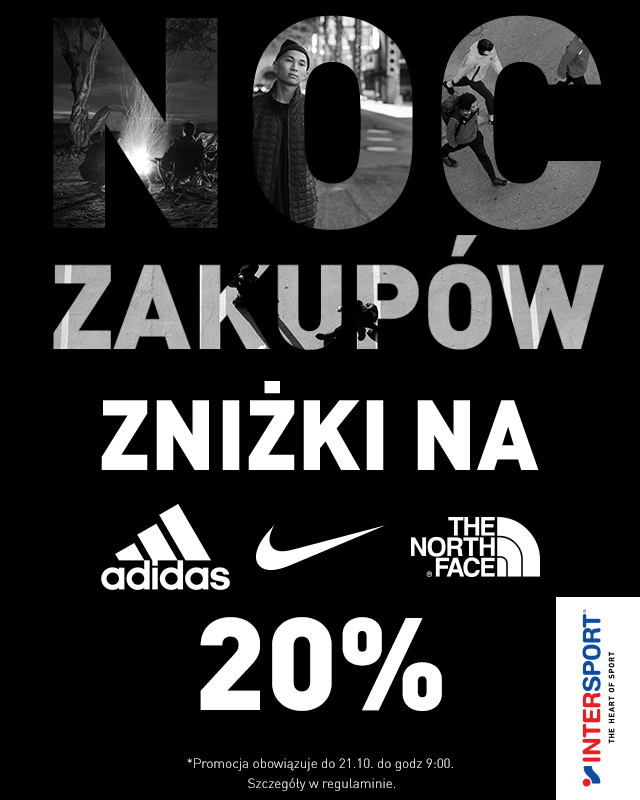 NOC
ZAKUPÓW
ZNIŻKI NA
adidas
THE
NORTH
FACE®
20%
INTERSPORT®
THE HEART OF SPORT
*Promocja obowiązuje do 21.10. do godz 9:00.
Szczegóły w regulaminie.